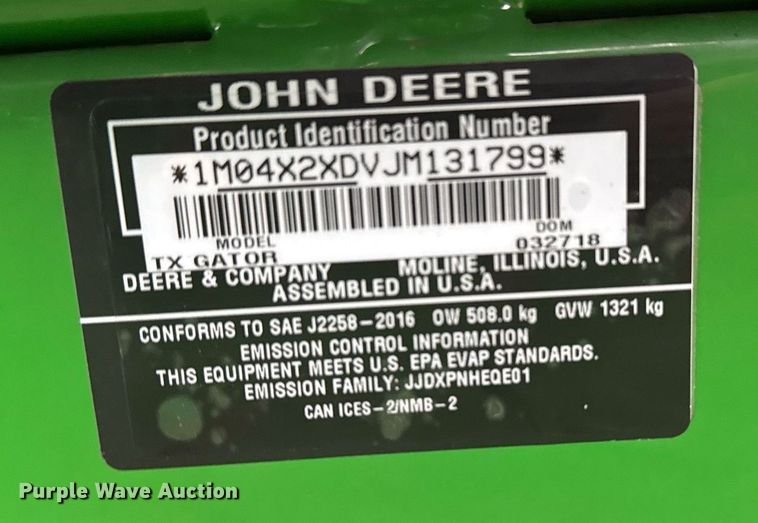 JOHN DEERE
Product Identification Number
*1M04X2XDVJM131799*
MODEL DOM
TX GATOR 032718
DEERE & COMPANY MOLINE, ILLINOIS, U.S.A.
ASSEMBLED IN U.S.A.
CONFORMS TO SAE J2258-2016 OW 508.0 kg GVW 1321 kg
EMISSION CONTROL INFORMATION
THIS EQUIPMENT MEETS U.S. EPA EVAP STANDARDS.
EMISSION FAMILY: JJDXPNHEQE01
CAN ICES-2/NMB-2
Purple Wave Auction